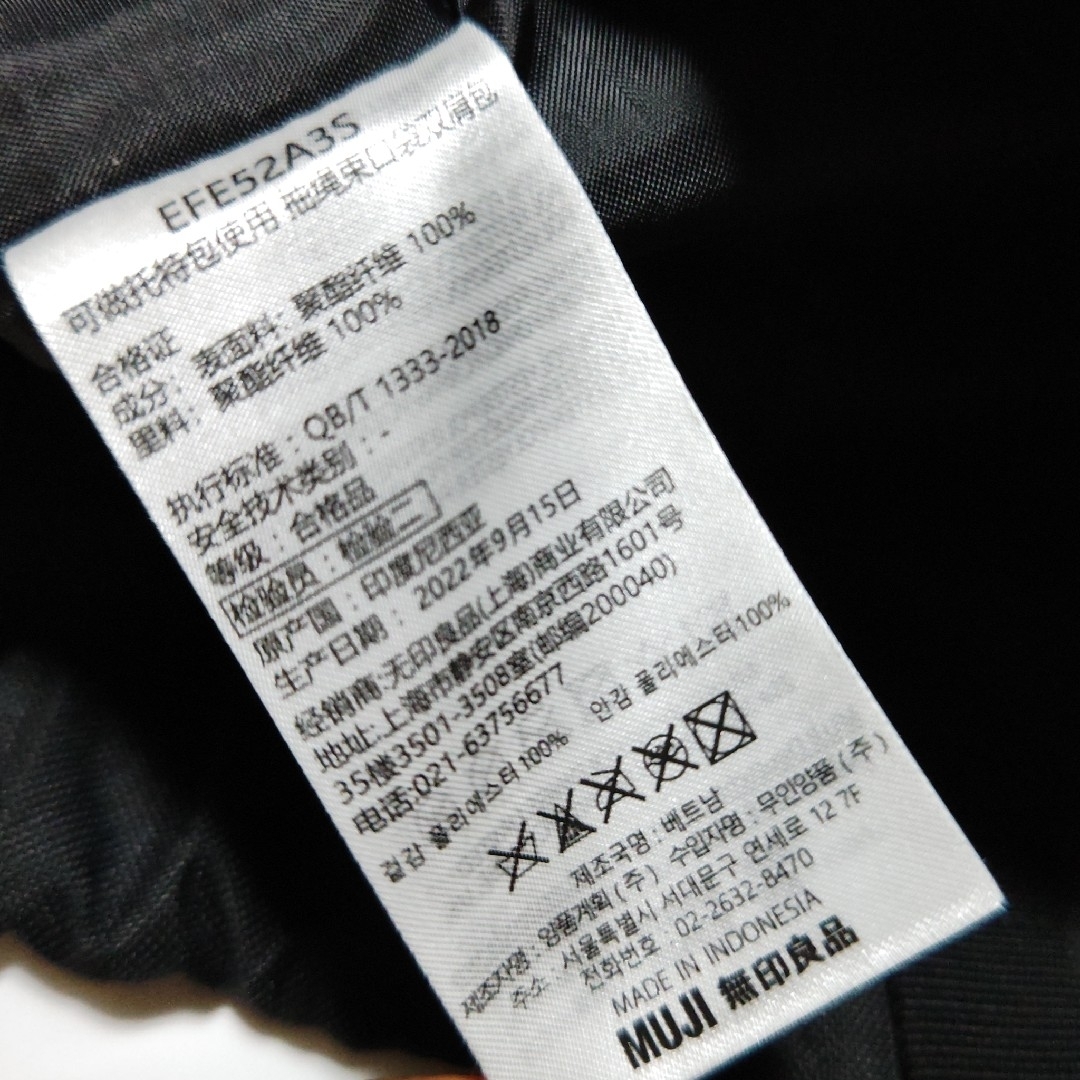 EFE52A3S
可做托特包使用 抽绳束口袋双肩包
合格证
成分: 表面料: 聚酯纤维 100%
里料: 聚酯纤维 100%
执行标准: QB/T 1333-2018
安全技术类别: -
等级: 合格品
检验员: 检验二
原产国: 印度尼西亚
生产日期: 2022年9月15日
经销商:无印良品(上海)商业有限公司
地址:上海市静安区南京西路1601号
35楼3501-3508室(邮编200040)
电话:021-63756677
겉감 폴리에스터100% 안감 폴리에스터100%
제조국명: 베트남
제조자명: 양품계획(주) 수입자명: 무인양품(주)
주소: 서울특별시 서대문구 연세로 12 7F
전화번호: 02-2632-8470
MADE IN INDONESIA
MUJI 無印良品